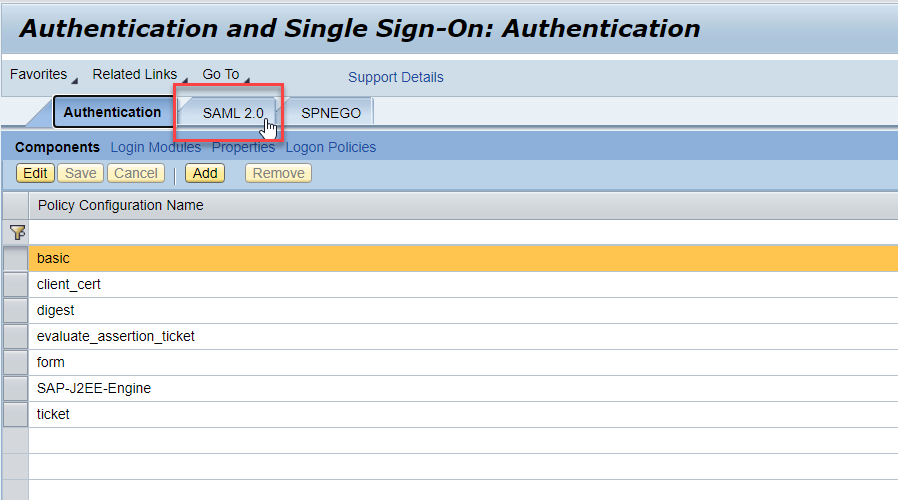 Authentication and Single Sign-On: Authentication
Favorites Related Links Go To Support Details
Authentication SAML 2.0 SPNEGO
Components Login Modules Properties Logon Policies
Edit Save Cancel Add Remove
Policy Configuration Name
basic
client_cert
digest
evaluate_assertion_ticket
form
SAP-J2EE-Engine
ticket